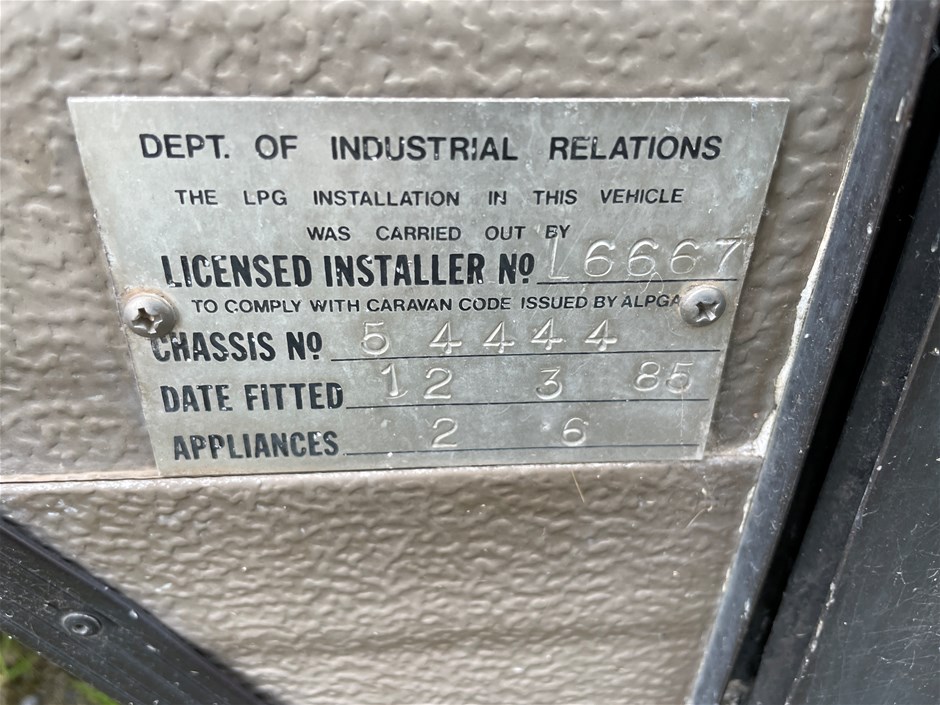 DEPT. OF INDUSTRIAL RELATIONS
THE LPG INSTALLATION IN THIS VEHICLE
WAS CARRIED OUT BY
LICENSED INSTALLER Nº L6667
TO COMPLY WITH CARAVAN CODE ISSUED BY ALPGA
CHASSIS Nº 54444
DATE FITTED 12 3 85
APPLIANCES 2 6